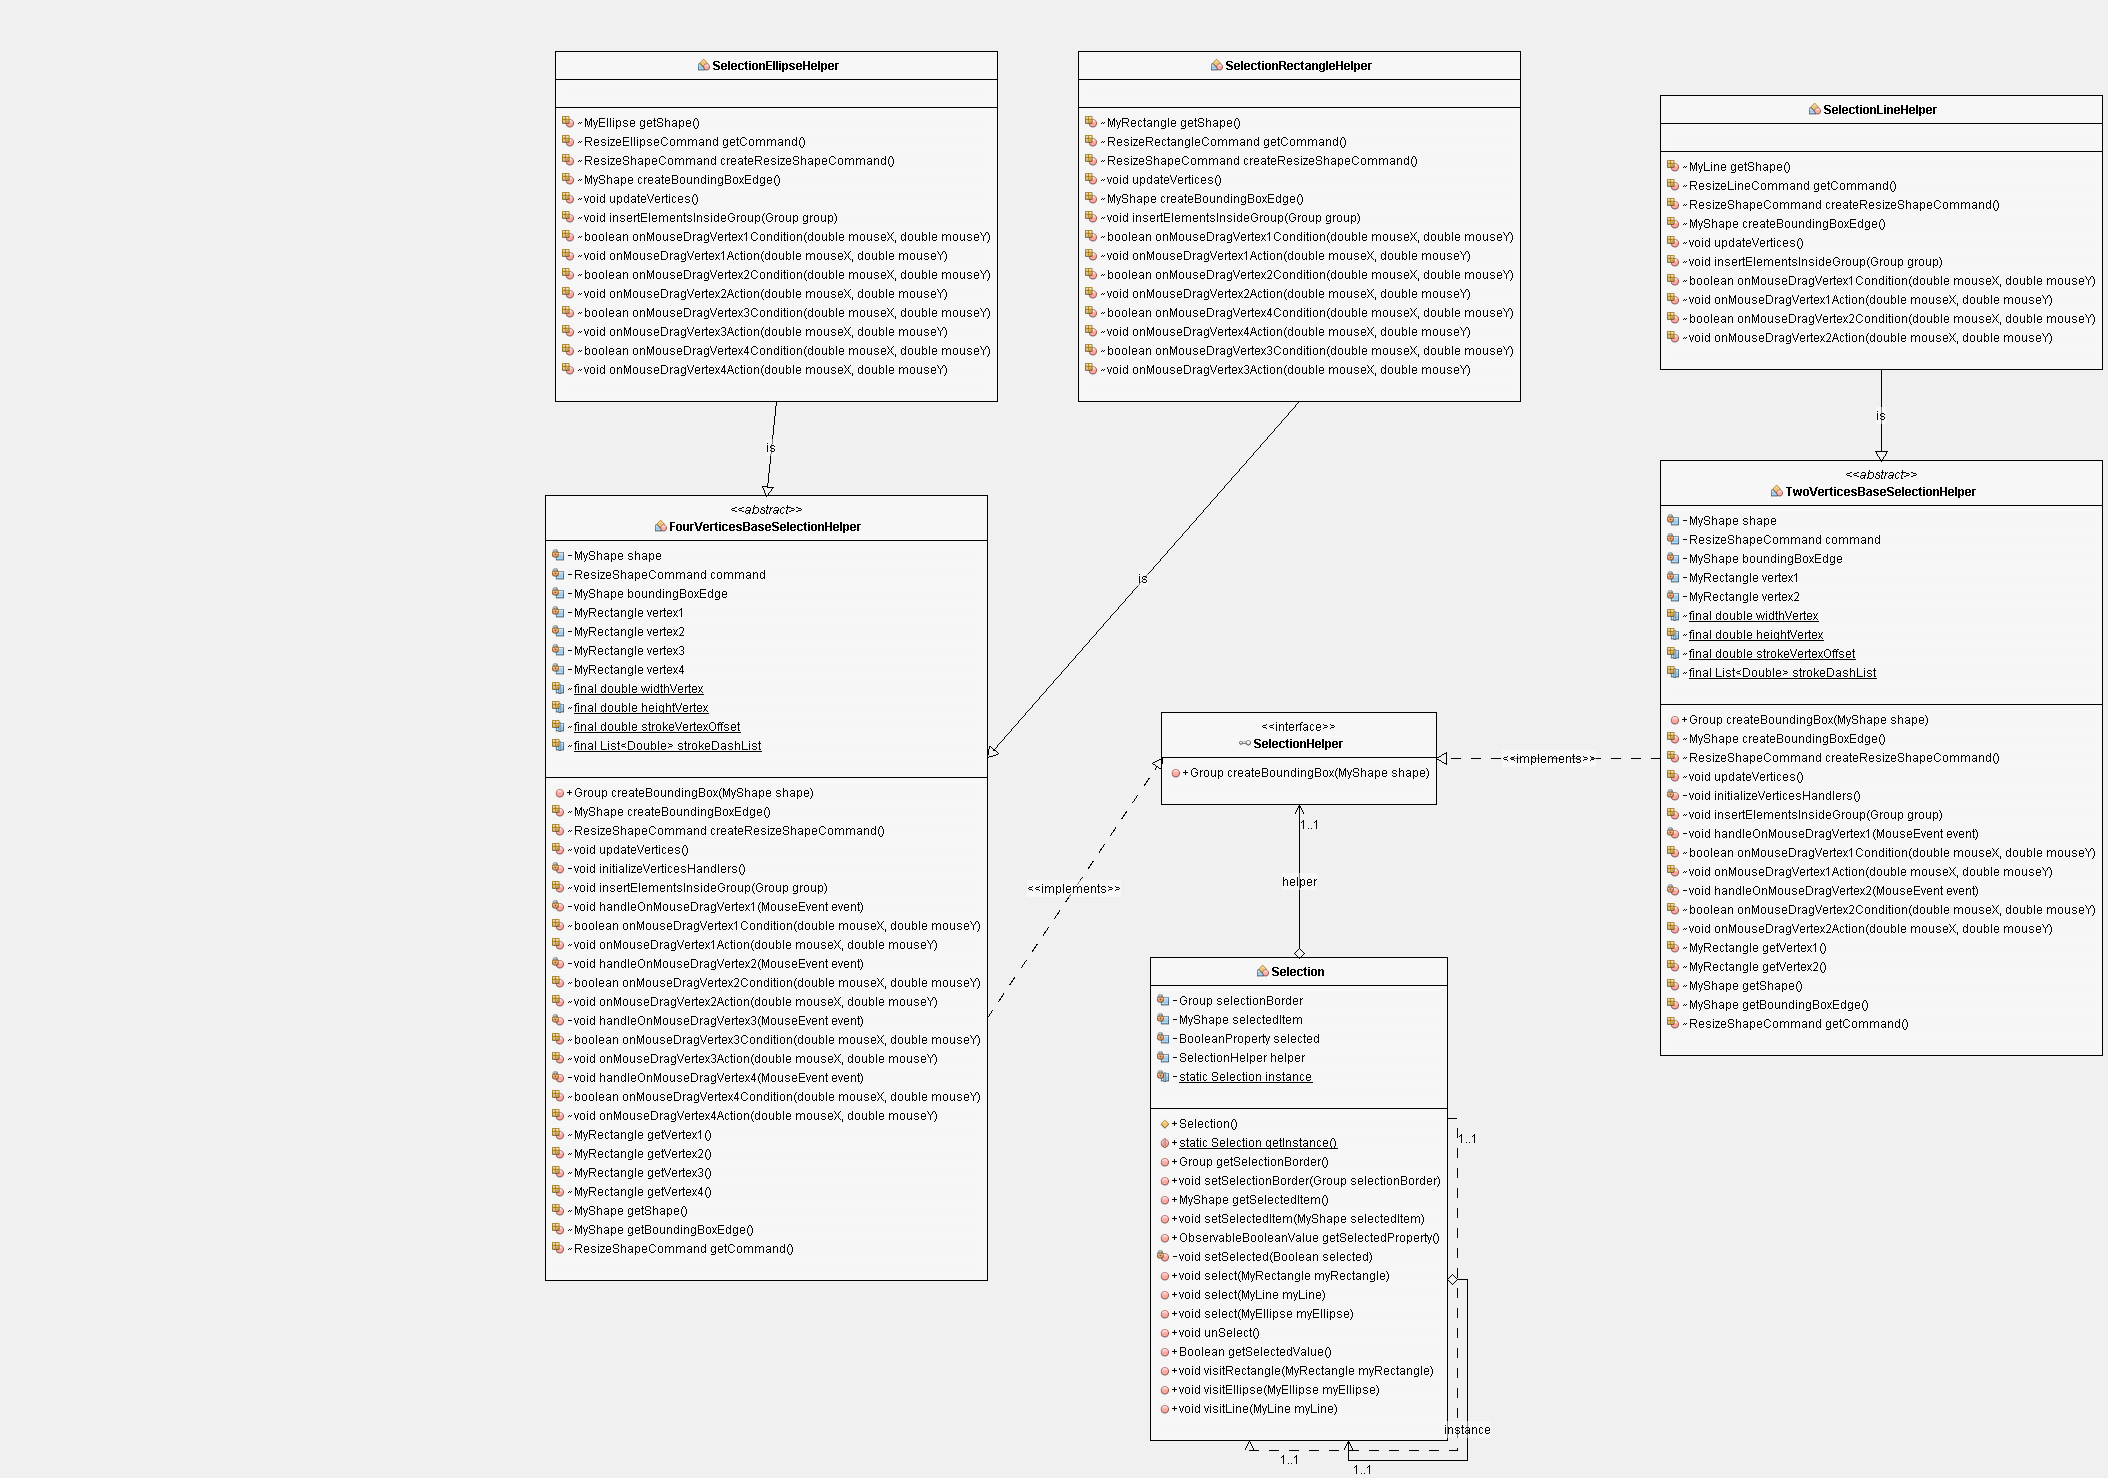 SelectionEllipseHelper
~MyEllipse getShape()
~ResizeEllipseCommand getCommand()
~ResizeShapeCommand createResizeShapeCommand()
~MyShape createBoundingBoxEdge()
~void updateVertices()
~void insertElementsInsideGroup(Group group)
~boolean onMouseDragVertex1Condition(double mouseX, double mouseY)
~void onMouseDragVertex1Action(double mouseX, double mouseY)
~boolean onMouseDragVertex2Condition(double mouseX, double mouseY)
~void onMouseDragVertex2Action(double mouseX, double mouseY)
~boolean onMouseDragVertex3Condition(double mouseX, double mouseY)
~void onMouseDragVertex3Action(double mouseX, double mouseY)
~boolean onMouseDragVertex4Condition(double mouseX, double mouseY)
~void onMouseDragVertex4Action(double mouseX, double mouseY)
SelectionRectangleHelper
~MyRectangle getShape()
~ResizeRectangleCommand getCommand()
~ResizeShapeCommand createResizeShapeCommand()
~void updateVertices()
~MyShape createBoundingBoxEdge()
~void insertElementsInsideGroup(Group group)
~boolean onMouseDragVertex1Condition(double mouseX, double mouseY)
~void onMouseDragVertex1Action(double mouseX, double mouseY)
~boolean onMouseDragVertex2Condition(double mouseX, double mouseY)
~void onMouseDragVertex2Action(double mouseX, double mouseY)
~boolean onMouseDragVertex4Condition(double mouseX, double mouseY)
~void onMouseDragVertex4Action(double mouseX, double mouseY)
~boolean onMouseDragVertex3Condition(double mouseX, double mouseY)
~void onMouseDragVertex3Action(double mouseX, double mouseY)
SelectionLineHelper
~MyLine getShape()
~ResizeLineCommand getCommand()
~ResizeShapeCommand createResizeShapeCommand()
~MyShape createBoundingBoxEdge()
~void updateVertices()
~void insertElementsInsideGroup(Group group)
~boolean onMouseDragVertex1Condition(double mouseX, double mouseY)
~void onMouseDragVertex1Action(double mouseX, double mouseY)
~boolean onMouseDragVertex2Condition(double mouseX, double mouseY)
~void onMouseDragVertex2Action(double mouseX, double mouseY)
is
is
is
<<abstract>>
FourVerticesBaseSelectionHelper
-MyShape shape
-ResizeShapeCommand command
-MyShape boundingBoxEdge
-MyRectangle vertex1
-MyRectangle vertex2
-MyRectangle vertex3
-MyRectangle vertex4
~final double widthVertex
~final double heightVertex
~final double strokeVertexOffset
~final List<Double> strokeDashList
+Group createBoundingBox(MyShape shape)
~MyShape createBoundingBoxEdge()
~ResizeShapeCommand createResizeShapeCommand()
~void updateVertices()
-void initializeVerticesHandlers()
~void insertElementsInsideGroup(Group group)
-void handleOnMouseDragVertex1(MouseEvent event)
~boolean onMouseDragVertex1Condition(double mouseX, double mouseY)
~void onMouseDragVertex1Action(double mouseX, double mouseY)
-void handleOnMouseDragVertex2(MouseEvent event)
~boolean onMouseDragVertex2Condition(double mouseX, double mouseY)
~void onMouseDragVertex2Action(double mouseX, double mouseY)
-void handleOnMouseDragVertex3(MouseEvent event)
~boolean onMouseDragVertex3Condition(double mouseX, double mouseY)
~void onMouseDragVertex3Action(double mouseX, double mouseY)
-void handleOnMouseDragVertex4(MouseEvent event)
~boolean onMouseDragVertex4Condition(double mouseX, double mouseY)
~void onMouseDragVertex4Action(double mouseX, double mouseY)
~MyRectangle getVertex1()
~MyRectangle getVertex2()
~MyRectangle getVertex3()
~MyRectangle getVertex4()
~MyShape getShape()
~MyShape getBoundingBoxEdge()
~ResizeShapeCommand getCommand()
<<implements>>
<<interface>>
SelectionHelper
+Group createBoundingBox(MyShape shape)
<<implements>>
1..1
helper
<<abstract>>
TwoVerticesBaseSelectionHelper
-MyShape shape
-ResizeShapeCommand command
-MyShape boundingBoxEdge
-MyRectangle vertex1
-MyRectangle vertex2
~final double widthVertex
~final double heightVertex
~final double strokeVertexOffset
~final List<Double> strokeDashList
+Group createBoundingBox(MyShape shape)
~MyShape createBoundingBoxEdge()
~ResizeShapeCommand createResizeShapeCommand()
~void updateVertices()
-void initializeVerticesHandlers()
~void insertElementsInsideGroup(Group group)
-void handleOnMouseDragVertex1(MouseEvent event)
~boolean onMouseDragVertex1Condition(double mouseX, double mouseY)
~void onMouseDragVertex1Action(double mouseX, double mouseY)
-void handleOnMouseDragVertex2(MouseEvent event)
~boolean onMouseDragVertex2Condition(double mouseX, double mouseY)
~void onMouseDragVertex2Action(double mouseX, double mouseY)
~MyRectangle getVertex1()
~MyRectangle getVertex2()
~MyShape getShape()
~MyShape getBoundingBoxEdge()
~ResizeShapeCommand getCommand()
Selection
-Group selectionBorder
-MyShape selectedItem
-BooleanProperty selected
-SelectionHelper helper
-static Selection instance
+Selection()
+static Selection getInstance()
+Group getSelectionBorder()
+void setSelectionBorder(Group selectionBorder)
+MyShape getSelectedItem()
+void setSelectedItem(MyShape selectedItem)
+ObservableBooleanValue getSelectedProperty()
-void setSelected(Boolean selected)
+void select(MyRectangle myRectangle)
+void select(MyLine myLine)
+void select(MyEllipse myEllipse)
+void unSelect()
+Boolean getSelectedValue()
+void visitRectangle(MyRectangle myRectangle)
+void visitEllipse(MyEllipse myEllipse)
+void visitLine(MyLine myLine)
1..1
instance
1..1
1..1